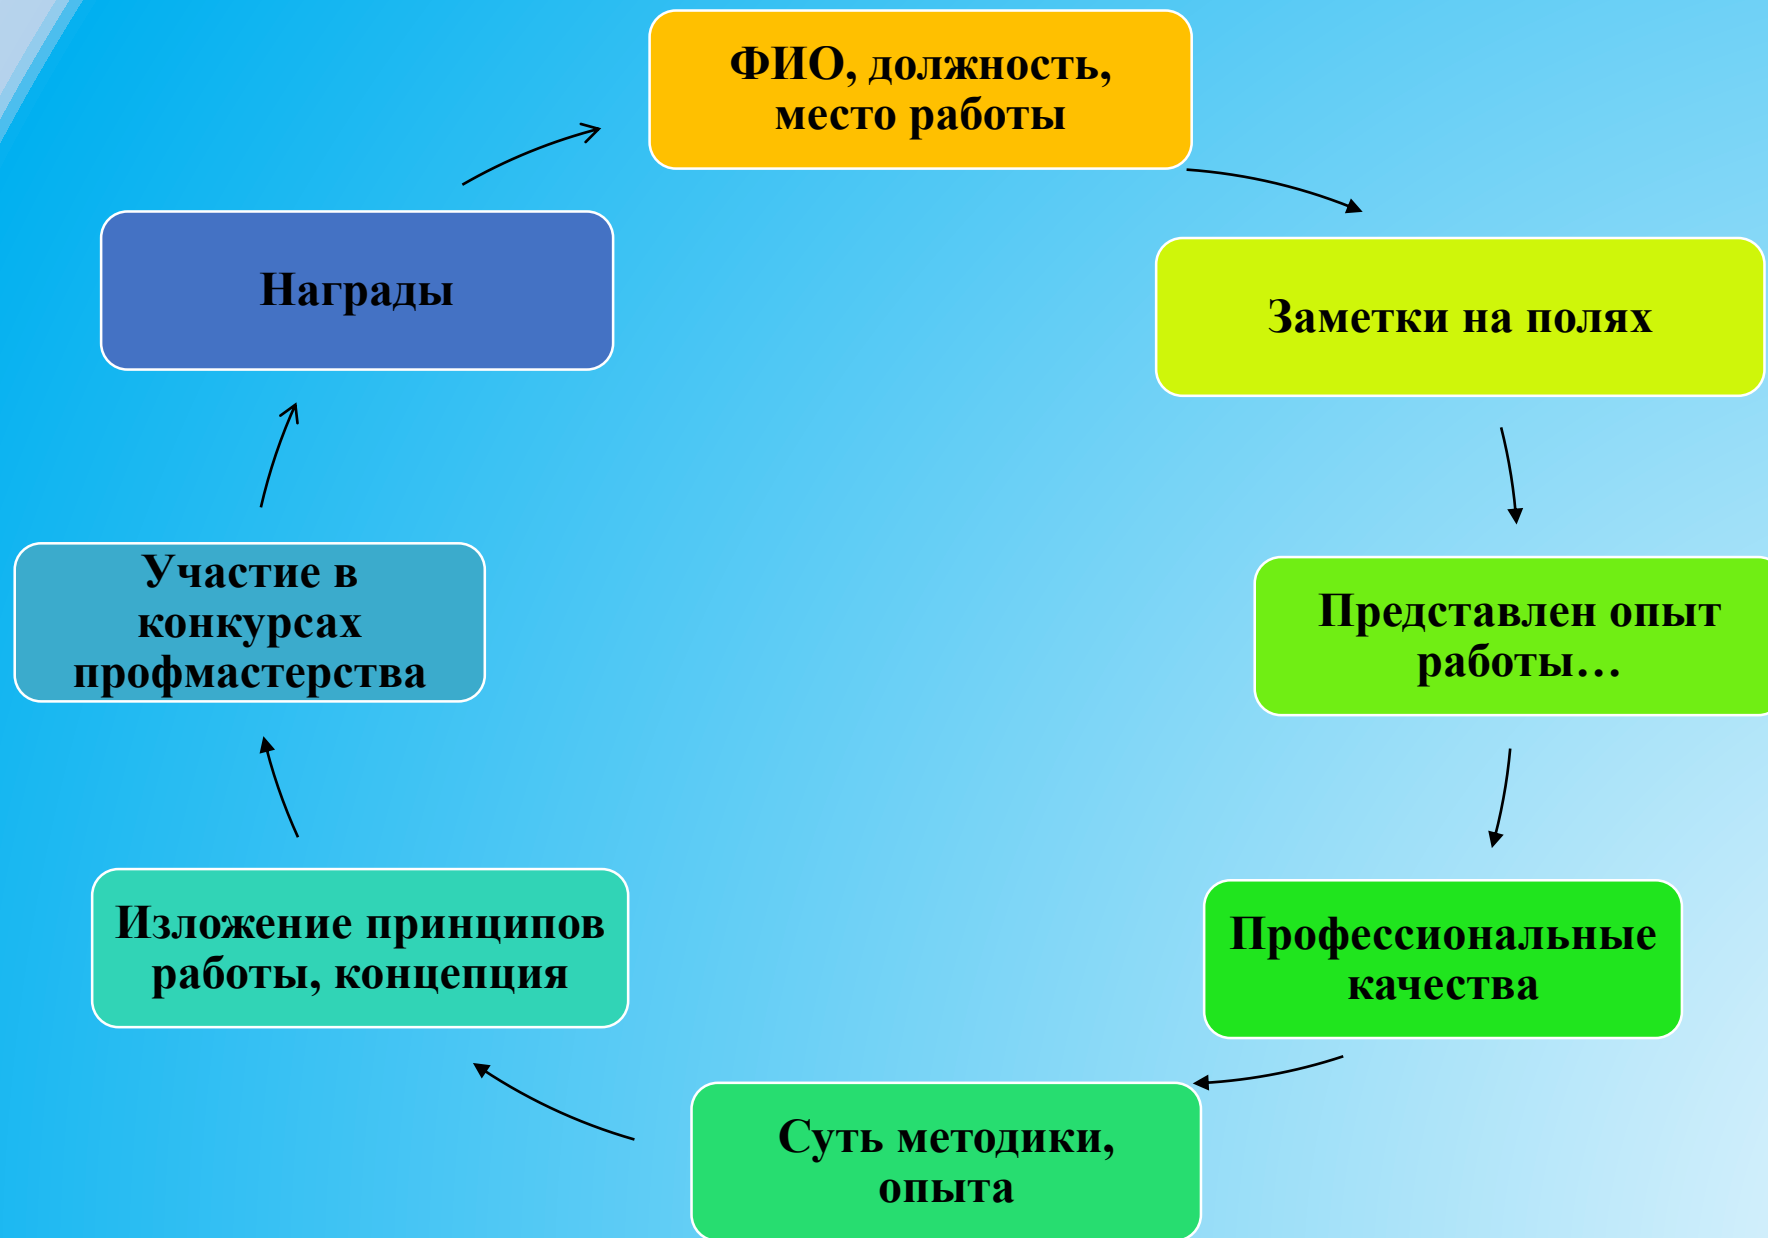 ФИО, должность,
место работы
Заметки на полях
Представлен опыт
работы…
Профессиональные
качества
Суть методики,
опыта
Изложение принципов
работы, концепция
Участие в
конкурсах
профмастерства
Награды